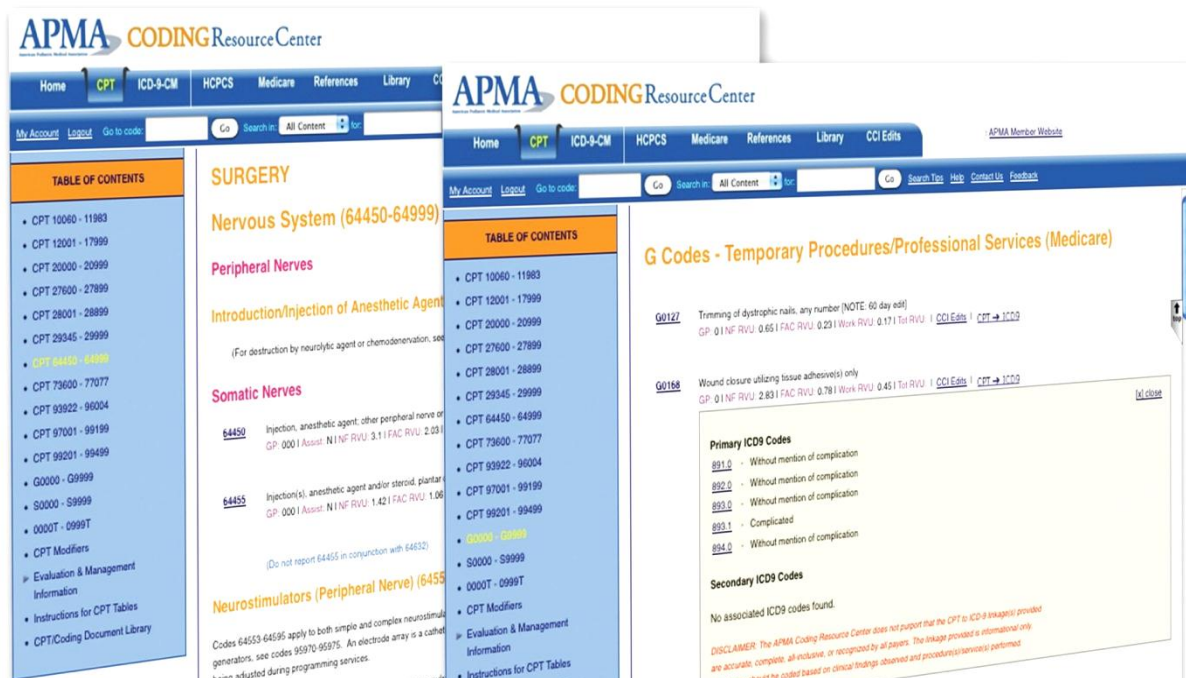 APMA CODING Resource Center
American Podiatric Medical Association
Home CPT ICD-9-CM HCPCS Medicare References Library
My Account Logout Go to code: Go Search in: All Content for:
TABLE OF CONTENTS
• CPT 10060 - 11983
• CPT 12001 - 17999
• CPT 20000 - 20999
• CPT 27600 - 27899
• CPT 28001 - 28899
• CPT 29345 - 29999
• CPT 64450 - 64999
• CPT 73600 - 77077
• CPT 93922 - 96004
• CPT 97001 - 99199
• CPT 99201 - 99499
• G0000 - G9999
• S0000 - S9999
• 0000T - 0999T
• CPT Modifiers
Evaluation & Management
Information
• Instructions for CPT Tables
• CPT/Coding Document Library
SURGERY
Nervous System (64450-64999)
Peripheral Nerves
Introduction/Injection of Anesthetic Agent
(For destruction by neurolytic agent or chemodenervation, see
Somatic Nerves
64450 Injection, anesthetic agent; other peripheral nerve or
GP: 000 | Assist: N | NF RVU: 3.1 | FAC RVU: 2.03 |
64455 Injection(s), anesthetic agent and/or steroid, plantar
GP: 000 | Assist: N | NF RVU: 1.42 | FAC RVU: 1.06
(Do not report 64455 in conjunction with 64632)
Neurostimulators (Peripheral Nerve) (6455
Codes 64553-64595 apply to both simple and complex neurostimula
generators, see codes 95970-95975. An electrode array is a cathet
being adjusted during programming services.
APMA CODING Resource Center
American Podiatric Medical Association
Home CPT ICD-9-CM HCPCS Medicare References Library CCI Edits
APMA Member Website
My Account Logout Go to code: Go Search in: All Content for: Go Search Tips Help Contact Us Feedback
TABLE OF CONTENTS
• CPT 10060 - 11983
• CPT 12001 - 17999
• CPT 20000 - 20999
• CPT 27600 - 27899
• CPT 28001 - 28899
• CPT 29345 - 29999
• CPT 64450 - 64999
• CPT 73600 - 77077
• CPT 93922 - 96004
• CPT 97001 - 99199
• CPT 99201 - 99499
• G0000 - G9999
• S0000 - S9999
• 0000T - 0999T
• CPT Modifiers
Evaluation & Management
Information
• Instructions for CPT Tables
G Codes - Temporary Procedures/Professional Services (Medicare)
G0127 Trimming of dystrophic nails, any number [NOTE: 60 day edit]
GP: 0 | NF RVU: 0.65 | FAC RVU: 0.23 | Work RVU: 0.17 | Tot RVU: | CCI Edits | CPT → ICD9
G0168 Wound closure utilizing tissue adhesive(s) only
GP: 0 | NF RVU: 2.83 | FAC RVU: 0.78 | Work RVU: 0.45 | Tot RVU: | CCI Edits | CPT → ICD9
[x] close
Primary ICD9 Codes
891.0 - Without mention of complication
892.0 - Without mention of complication
893.0 - Without mention of complication
893.1 - Complicated
894.0 - Without mention of complication
Secondary ICD9 Codes
No associated ICD9 codes found.
DISCLAIMER: The APMA Coding Resource Center does not purport that the CPT to ICD-9 linkage(s) provided
are accurate, complete, all-inclusive, or recognized by all payers. The linkage provided is informational only.
be coded based on clinical findings observed and procedure(s)/service(s) performed.
top